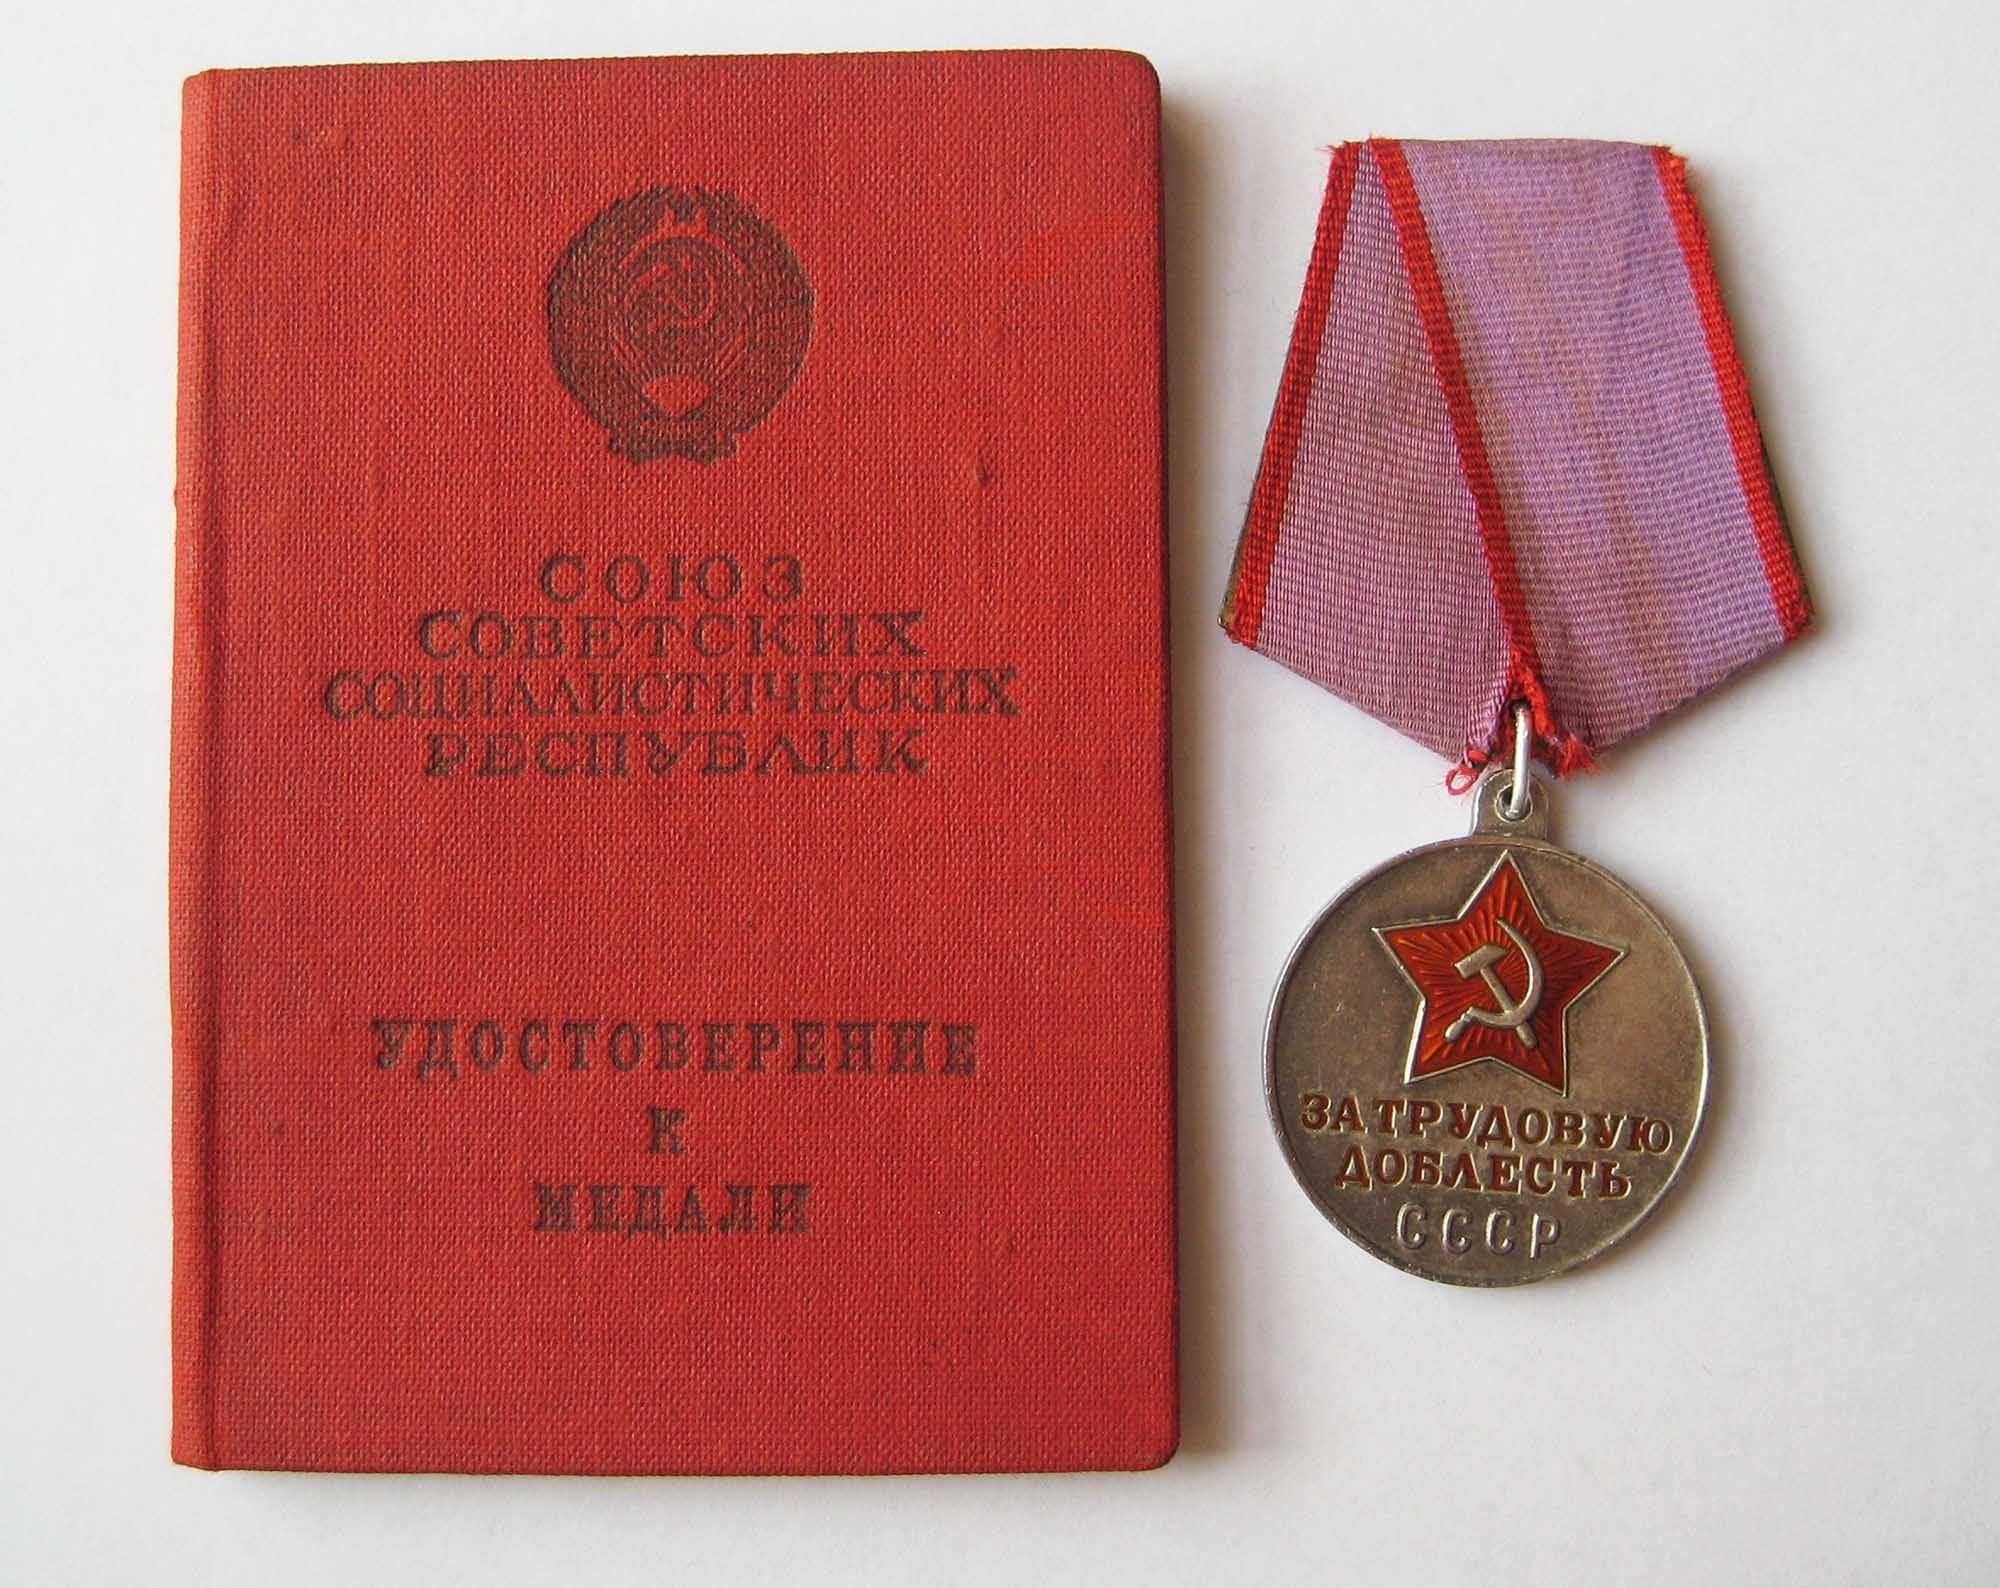 СОЮЗ
СОВЕТСКИХ
СОЦИАЛИСТИЧЕСКИХ
РЕСПУБЛИК
УДОСТОВЕРЕНИЕ
К
МЕДАЛИ
ЗА ТРУДОВУЮ
ДОБЛЕСТЬ
СССР